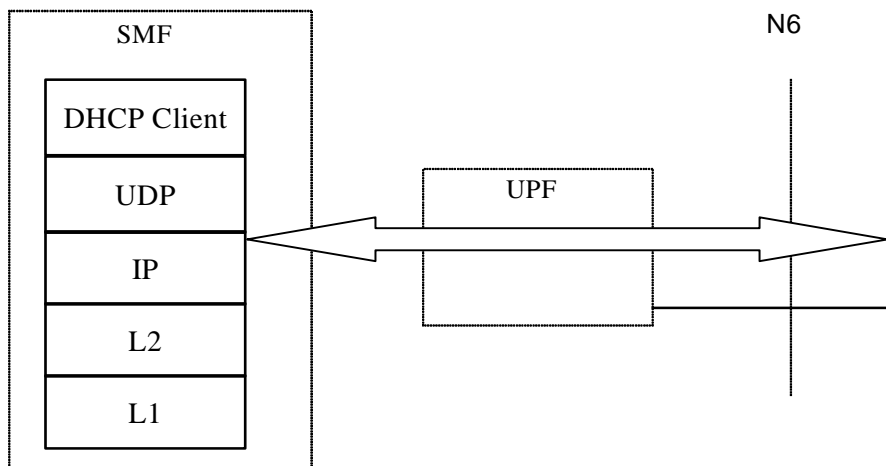 SMF
N6
DHCP Client
UDP
UPF
IP
L2
L1